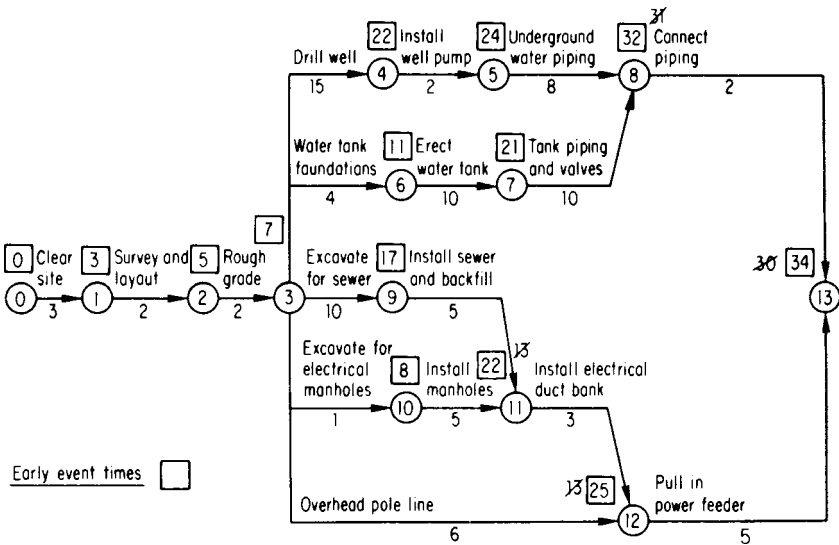 31
22 Install
well pump
24 Underground
water piping
32 Connect
piping
Drill well
4
5
8
15
2
8
2
Water tank
foundations
11 Erect
water tank
21 Tank piping
and valves
6
7
4
10
10
7
0 Clear
site
3 Survey and
layout
5 Rough
grade
Excavate
for sewer
17 Install sewer
and backfill
30 34
0
1
2
3
9
13
3
2
2
10
5
Excavate for
electrical
manholes
8 Install
manholes
22 13
Install electrical
duct bank
10
11
1
5
3
Early event times
Overhead pole line
13 25
Pull in
power feeder
12
6
5